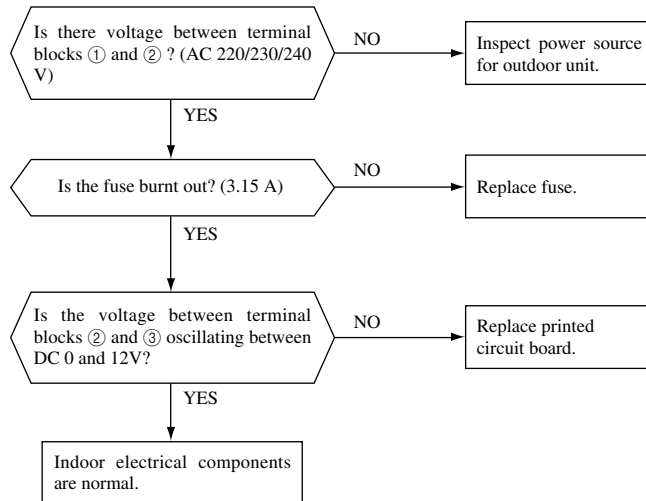 Is there voltage between terminal
blocks ① and ② ? (AC 220/230/240
V)
NO
Inspect power source
for outdoor unit.
YES
Is the fuse burnt out? (3.15 A)
NO
Replace fuse.
YES
Is the voltage between terminal
blocks ② and ③ oscillating between
DC 0 and 12V?
NO
Replace printed
circuit board.
YES
Indoor electrical components
are normal.